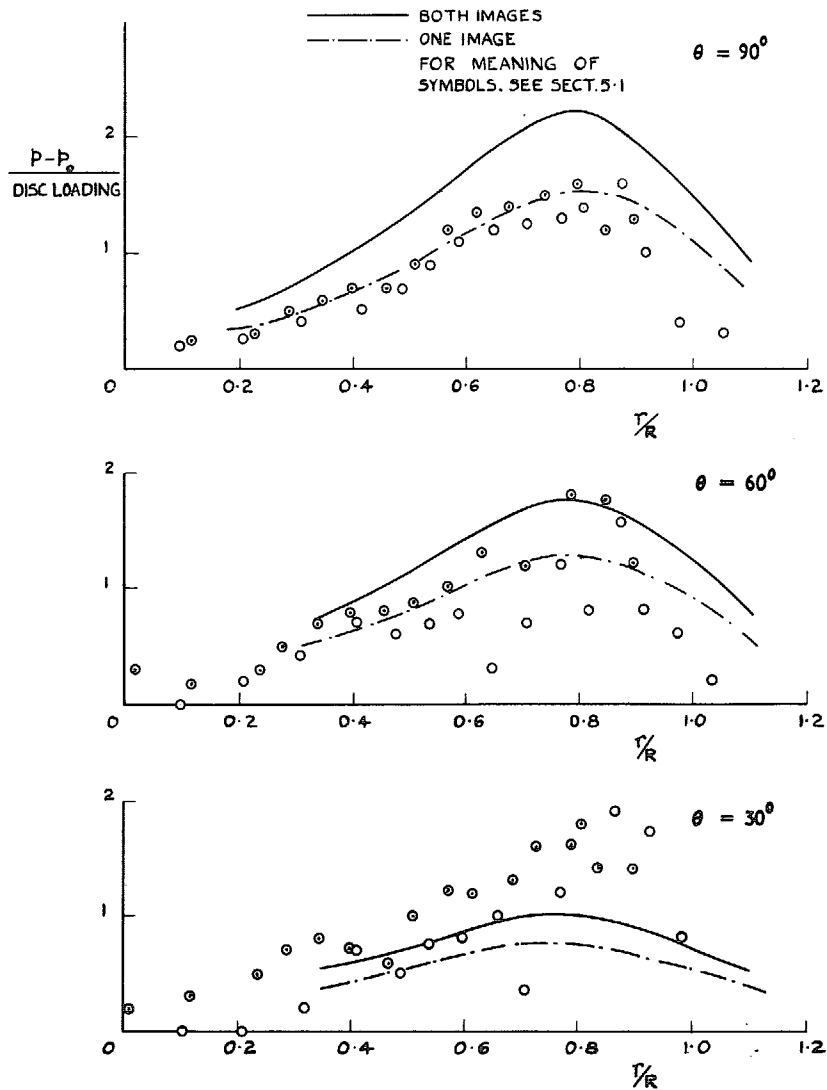 BOTH IMAGES
ONE IMAGE
FOR MEANING OF
SYMBOLS. SEE SECT. 5·1
θ = 90°
p-p₀
DISC LOADING
2
1
0
0·2
0·4
0·6
0·8
1·0
1·2
r/R
θ = 60°
2
1
0
0·2
0·4
0·6
0·8
1·0
1·2
r/R
θ = 30°
2
1
0
0·2
0·4
0·6
0·8
1·0
1·2
r/R